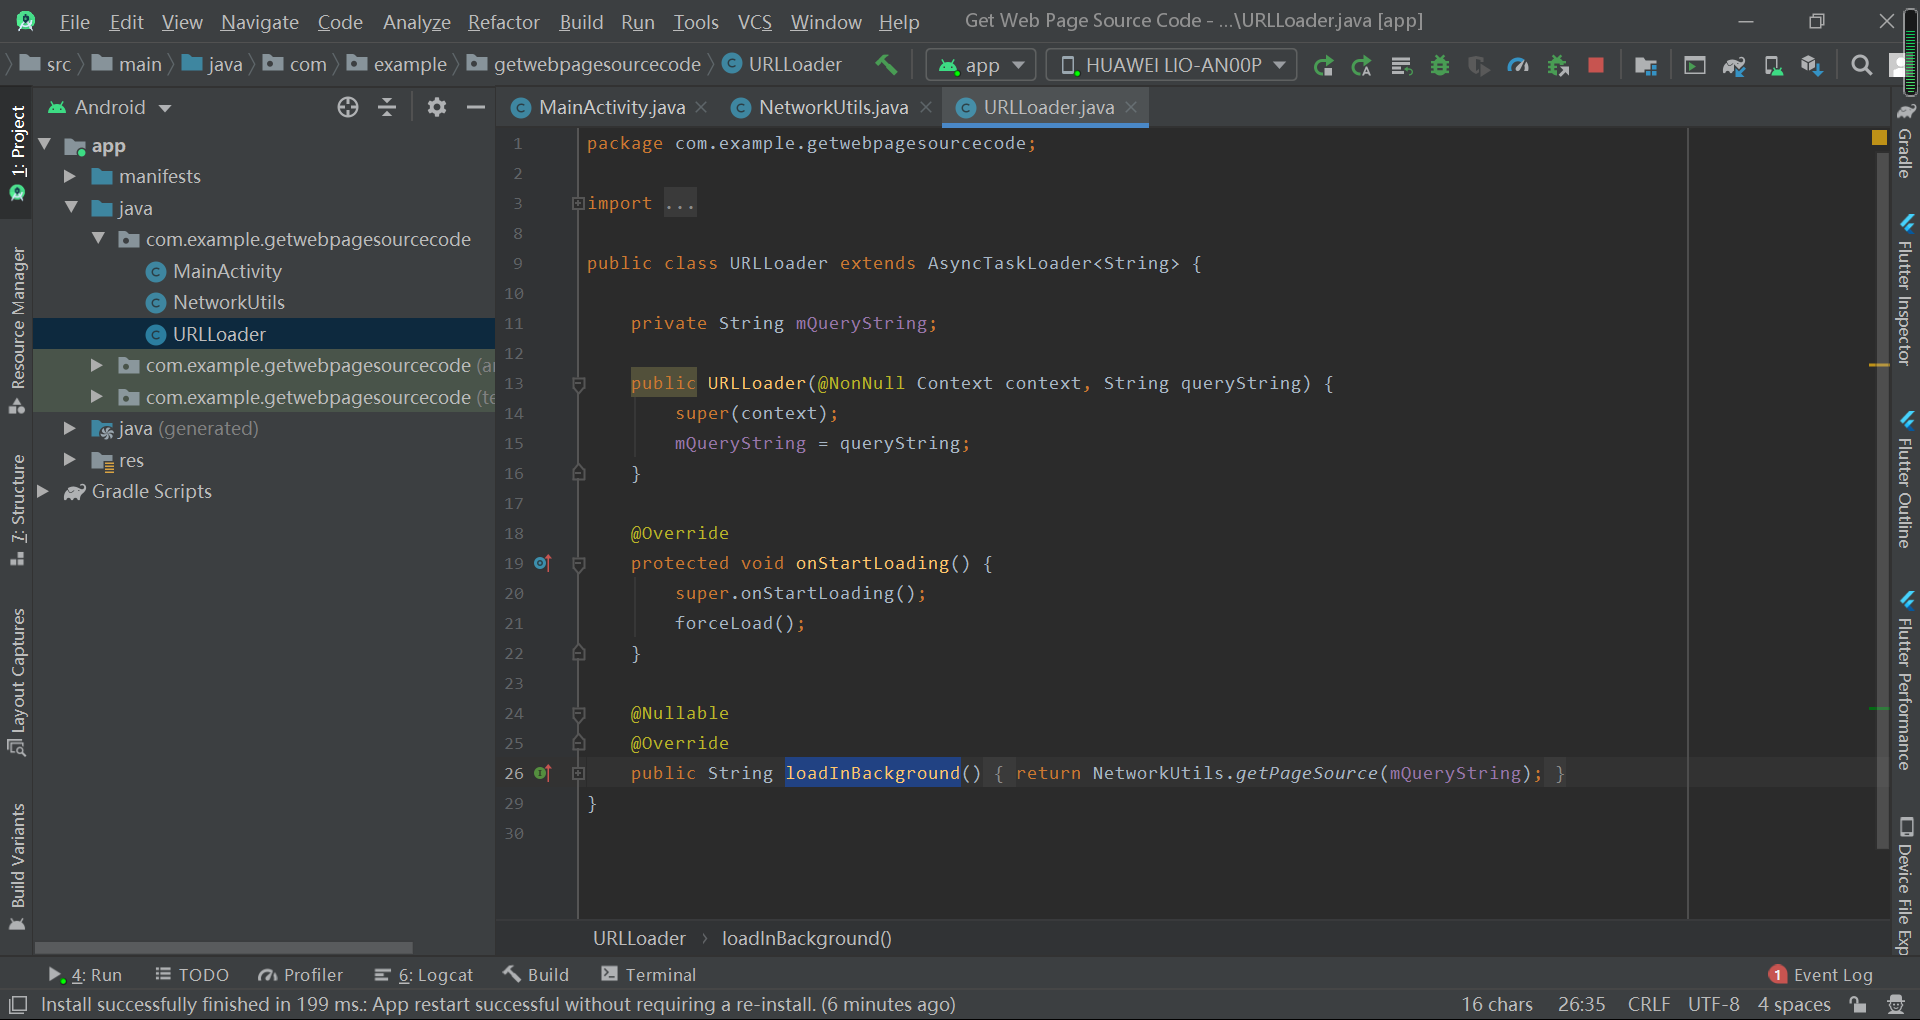 File Edit View Navigate Code Analyze Refactor Build Run Tools VCS Window Help Get Web Page Source Code - ...\URLLoader.java [app]
src main java com example getwebpagesourcecode URLLoader app HUAWEI LIO-AN00P
Android
MainActivity.java NetworkUtils.java URLLoader.java
1: Project
Resource Manager
7: Structure
Layout Captures
Build Variants
app
manifests
java
com.example.getwebpagesourcecode
MainActivity
NetworkUtils
URLLoader
com.example.getwebpagesourcecode (ar
com.example.getwebpagesourcecode (te
java (generated)
res
Gradle Scripts
1 package com.example.getwebpagesourcecode;
2
3 import ...
8
9 public class URLLoader extends AsyncTaskLoader<String> {
10
11 private String mQueryString;
12
13 public URLLoader(@NonNull Context context, String queryString) {
14 super(context);
15 mQueryString = queryString;
16 }
17
18 @Override
19 protected void onStartLoading() {
20 super.onStartLoading();
21 forceLoad();
22 }
23
24 @Nullable
25 @Override
26 public String loadInBackground() { return NetworkUtils.getPageSource(mQueryString); }
29 }
30
Gradle
Flutter Inspector
Flutter Outline
Flutter Performance
Device File Exp
URLLoader loadInBackground()
4: Run TODO Profiler 6: Logcat Build Terminal 1 Event Log
Install successfully finished in 199 ms.: App restart successful without requiring a re-install. (6 minutes ago) 16 chars 26:35 CRLF UTF-8 4 spaces